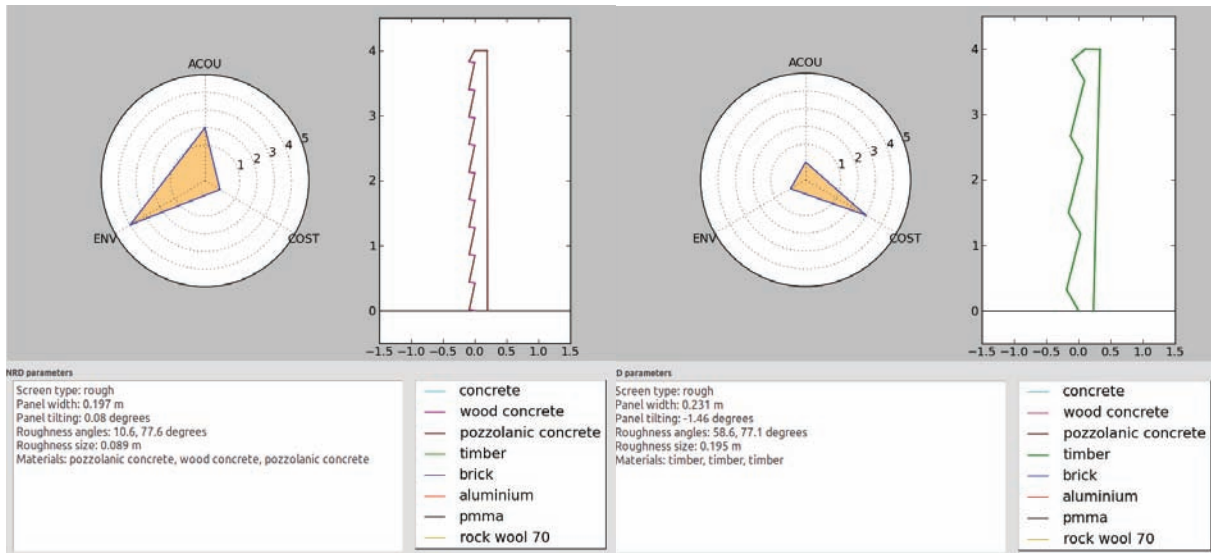 ACOU
1 2 3 4 5
ENV
COST
4
3
2
1
0
−1.5 −1.0 −0.5 0.0 0.5 1.0 1.5
NRD parameters
Screen type: rough
Panel width: 0.197 m
Panel tilting: 0.08 degrees
Roughness angles: 10.6, 77.6 degrees
Roughness size: 0.089 m
Materials: pozzolanic concrete, wood concrete, pozzolanic concrete
concrete
wood concrete
pozzolanic concrete
timber
brick
aluminium
pmma
rock wool 70
ACOU
1 2 3 4 5
ENV
COST
4
3
2
1
0
−1.5 −1.0 −0.5 0.0 0.5 1.0 1.5
D parameters
Screen type: rough
Panel width: 0.231 m
Panel tilting: -1.46 degrees
Roughness angles: 58.6, 77.1 degrees
Roughness size: 0.195 m
Materials: timber, timber, timber
concrete
wood concrete
pozzolanic concrete
timber
brick
aluminium
pmma
rock wool 70